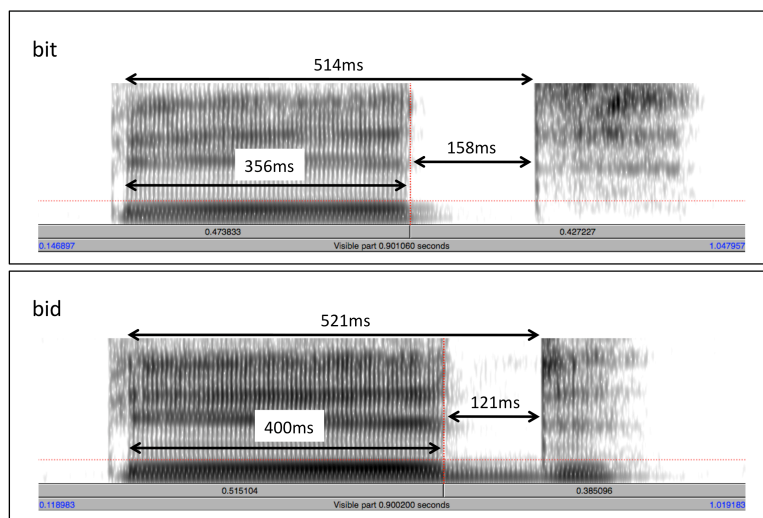 bit
514ms
158ms
356ms
0.473833 0.427227
0.146897 Visible part 0.901060 seconds 1.047957
bid
521ms
121ms
400ms
0.515104 0.385096
0.118983 Visible part 0.900200 seconds 1.019183